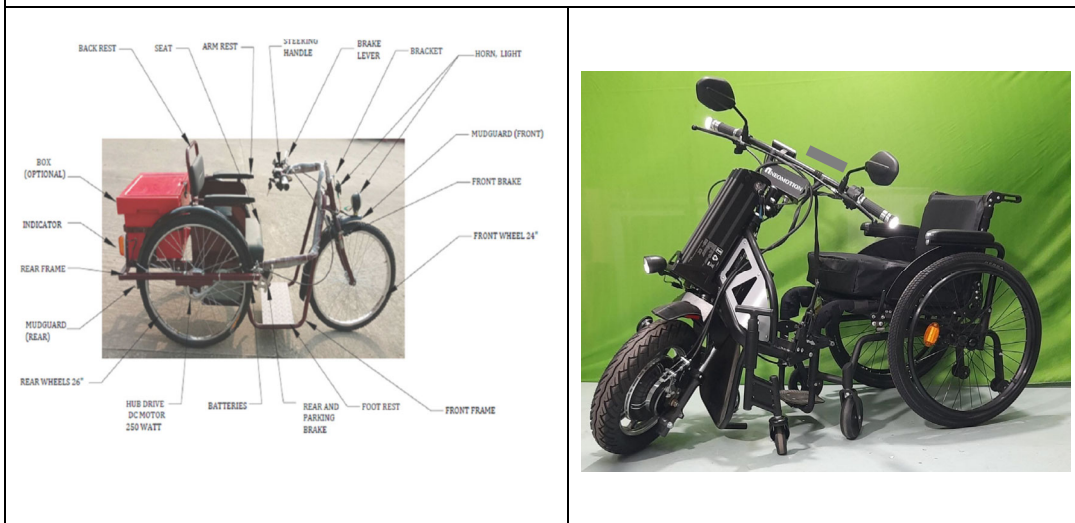 BACK REST
SEAT
ARM REST
STEERING
HANDLE
BRAKE
LEVER
BRACKET
HORN, LIGHT
MUDGUARD (FRONT)
BOX
(OPTIONAL)
FRONT BRAKE
INDICATOR
FRONT WHEEL 24"
REAR FRAME
MUDGUARD
(REAR)
REAR WHEELS 26"
HUB DRIVE
DC MOTOR
250 WATT
BATTERIES
REAR AND
PARKING
BRAKE
FOOT REST
FRONT FRAME
NEOMOTION